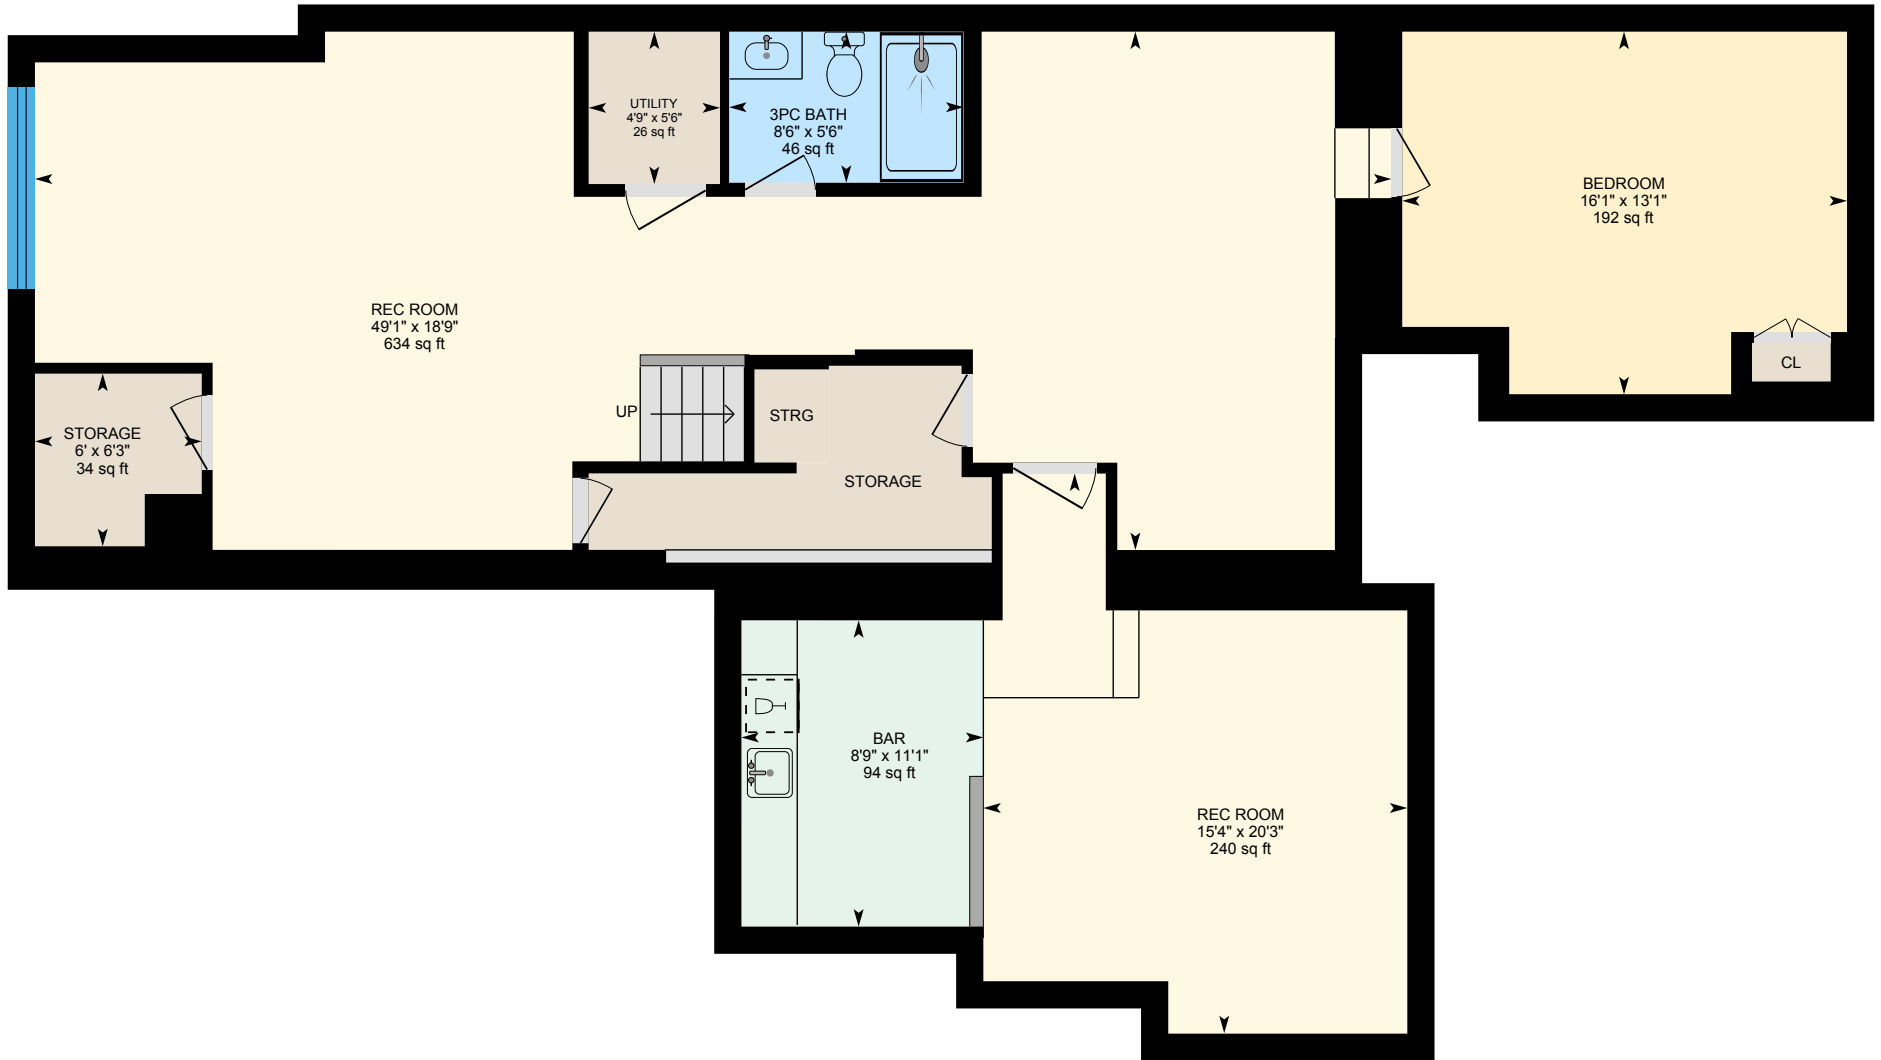 UTILITY
4'9" x 5'6"
26 sq ft
3PC BATH
8'6" x 5'6"
46 sq ft
BEDROOM
16'1" x 13'1"
192 sq ft
REC ROOM
49'1" x 18'9"
634 sq ft
CL
UP
STRG
STORAGE
6' x 6'3"
34 sq ft
STORAGE
BAR
8'9" x 11'1"
94 sq ft
REC ROOM
15'4" x 20'3"
240 sq ft